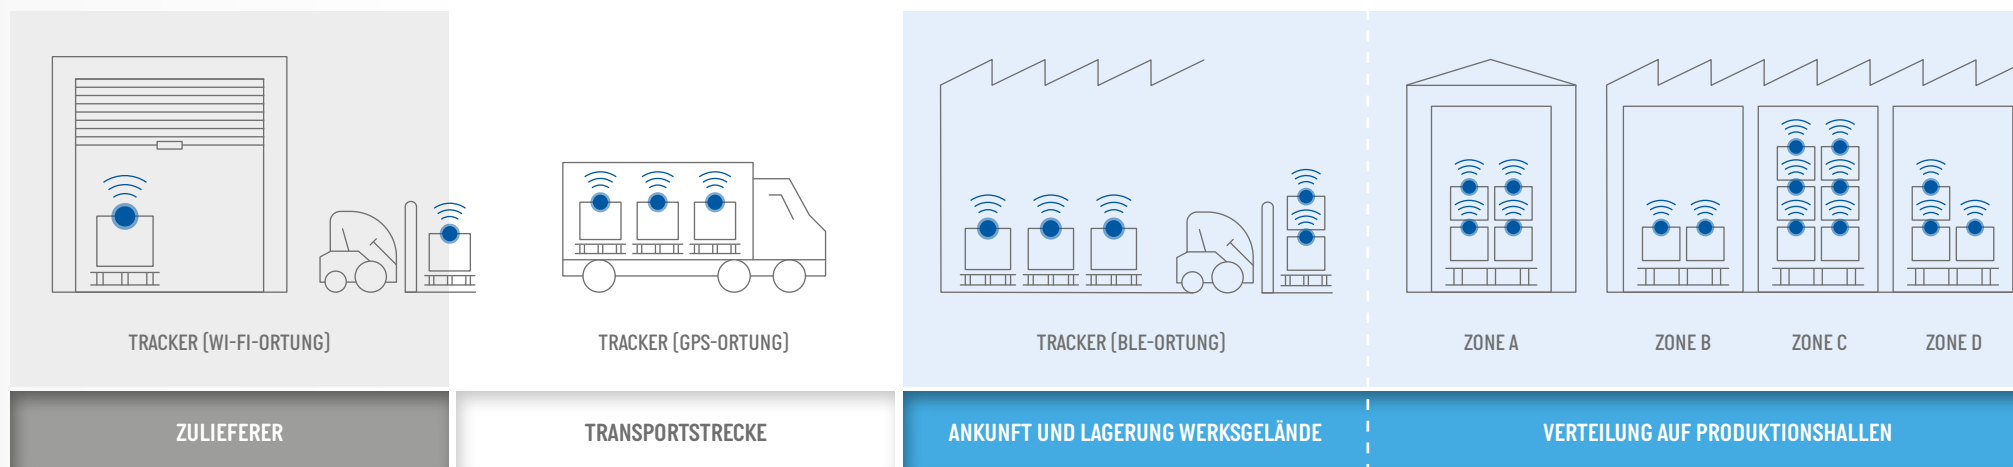 TRACKER (WI-FI-ORTUNG)
TRACKER (GPS-ORTUNG)
TRACKER (BLE-ORTUNG)
ZONE A
ZONE B
ZONE C
ZONE D
ZULIEFERER
TRANSPORTSTRECKE
ANKUNFT UND LAGERUNG WERKSGELÄNDE
VERTEILUNG AUF PRODUKTIONSHALLEN